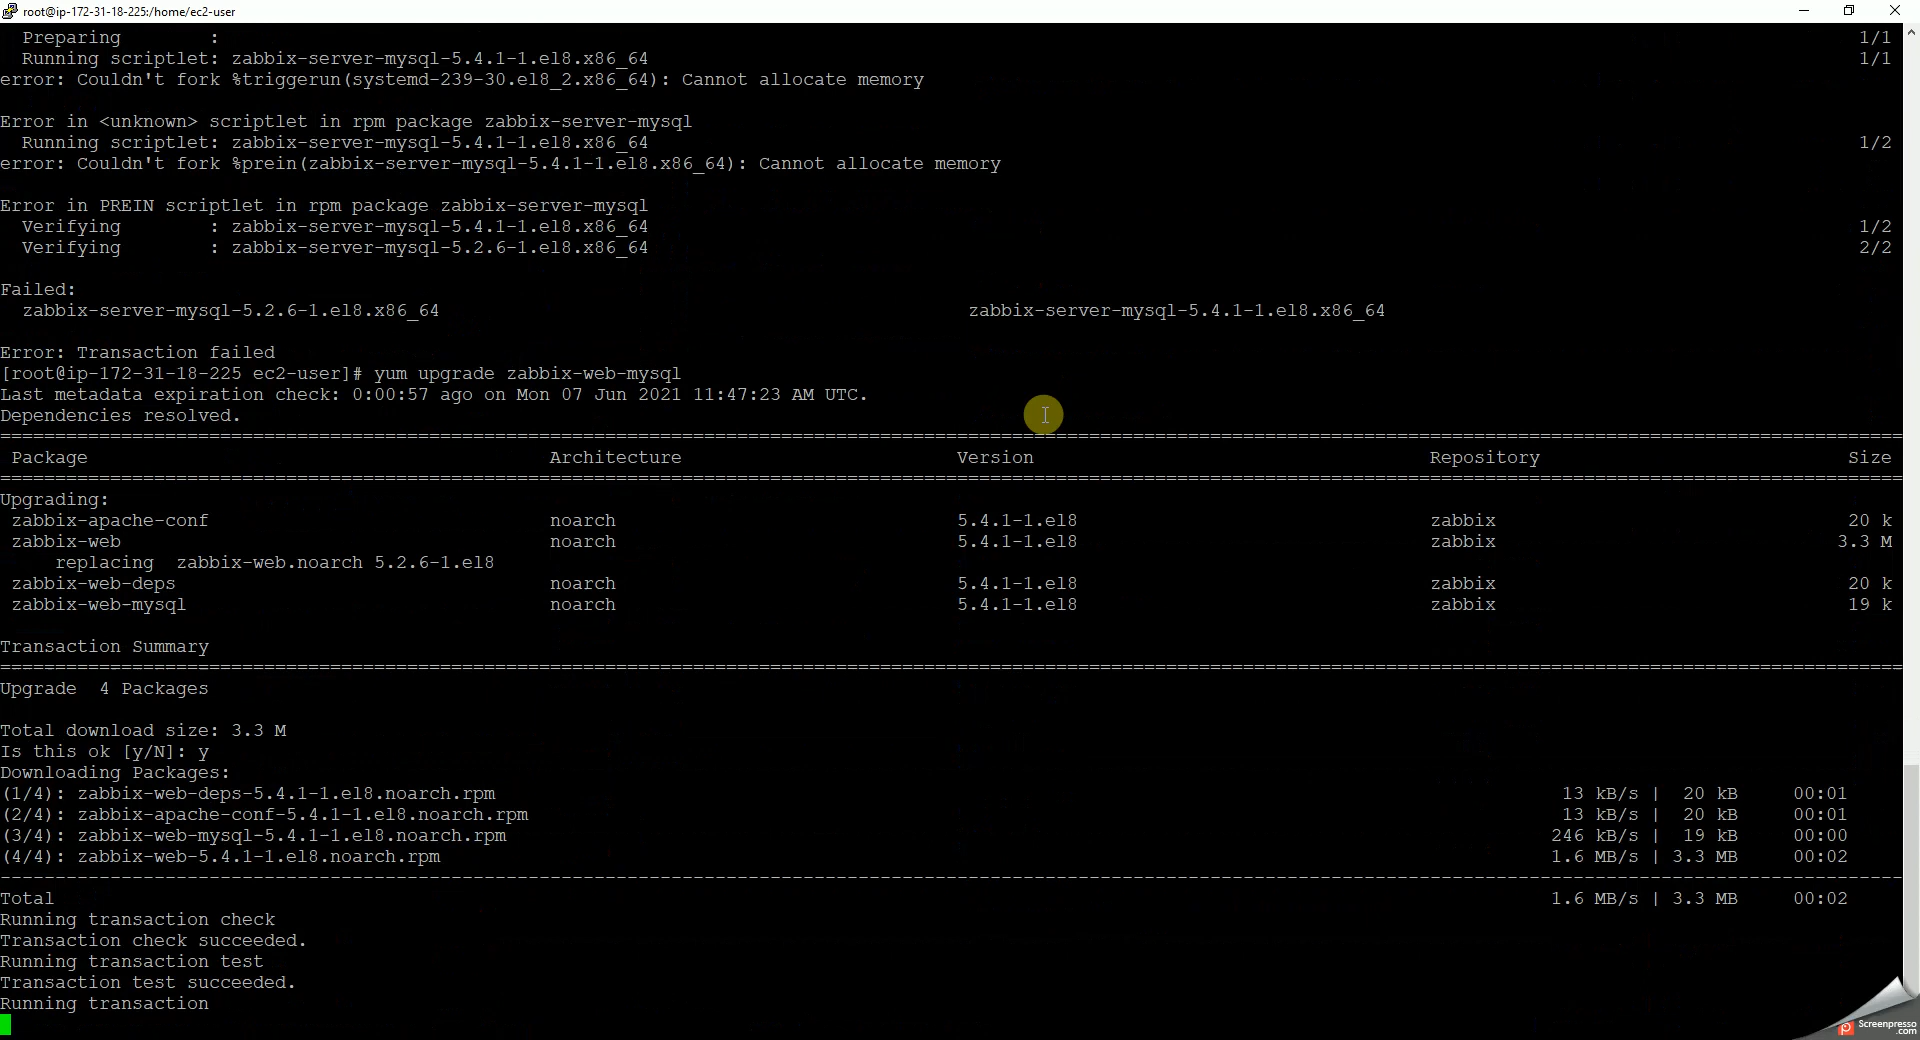 root@ip-172-31-18-225:/home/ec2-user
Preparing        :                                                  1/1
Running scriptlet: zabbix-server-mysql-5.4.1-1.el8.x86_64           1/1
error: Couldn't fork %triggerun(systemd-239-30.el8_2.x86_64): Cannot allocate memory
Error in <unknown> scriptlet in rpm package zabbix-server-mysql
Running scriptlet: zabbix-server-mysql-5.4.1-1.el8.x86_64           1/2
error: Couldn't fork %prein(zabbix-server-mysql-5.4.1-1.el8.x86_64): Cannot allocate memory
Error in PREIN scriptlet in rpm package zabbix-server-mysql
Verifying        : zabbix-server-mysql-5.4.1-1.el8.x86_64           1/2
Verifying        : zabbix-server-mysql-5.2.6-1.el8.x86_64           2/2
Failed:
zabbix-server-mysql-5.2.6-1.el8.x86_64    zabbix-server-mysql-5.4.1-1.el8.x86_64
Error: Transaction failed
[root@ip-172-31-18-225 ec2-user]# yum upgrade zabbix-web-mysql
Last metadata expiration check: 0:00:57 ago on Mon 07 Jun 2021 11:47:23 AM UTC.
Dependencies resolved.
Package    Architecture    Version    Repository    Size
Upgrading:
zabbix-apache-conf    noarch    5.4.1-1.el8    zabbix    20 k
zabbix-web    noarch    5.4.1-1.el8    zabbix    3.3 M
replacing  zabbix-web.noarch 5.2.6-1.el8
zabbix-web-deps    noarch    5.4.1-1.el8    zabbix    20 k
zabbix-web-mysql    noarch    5.4.1-1.el8    zabbix    19 k
Transaction Summary
Upgrade  4 Packages
Total download size: 3.3 M
Is this ok [y/N]: y
Downloading Packages:
(1/4): zabbix-web-deps-5.4.1-1.el8.noarch.rpm    13 kB/s |  20 kB    00:01
(2/4): zabbix-apache-conf-5.4.1-1.el8.noarch.rpm    13 kB/s |  20 kB    00:01
(3/4): zabbix-web-mysql-5.4.1-1.el8.noarch.rpm    246 kB/s |  19 kB    00:00
(4/4): zabbix-web-5.4.1-1.el8.noarch.rpm    1.6 MB/s | 3.3 MB    00:02
Total    1.6 MB/s | 3.3 MB    00:02
Running transaction check
Transaction check succeeded.
Running transaction test
Transaction test succeeded.
Running transaction
Screenpresso
.com